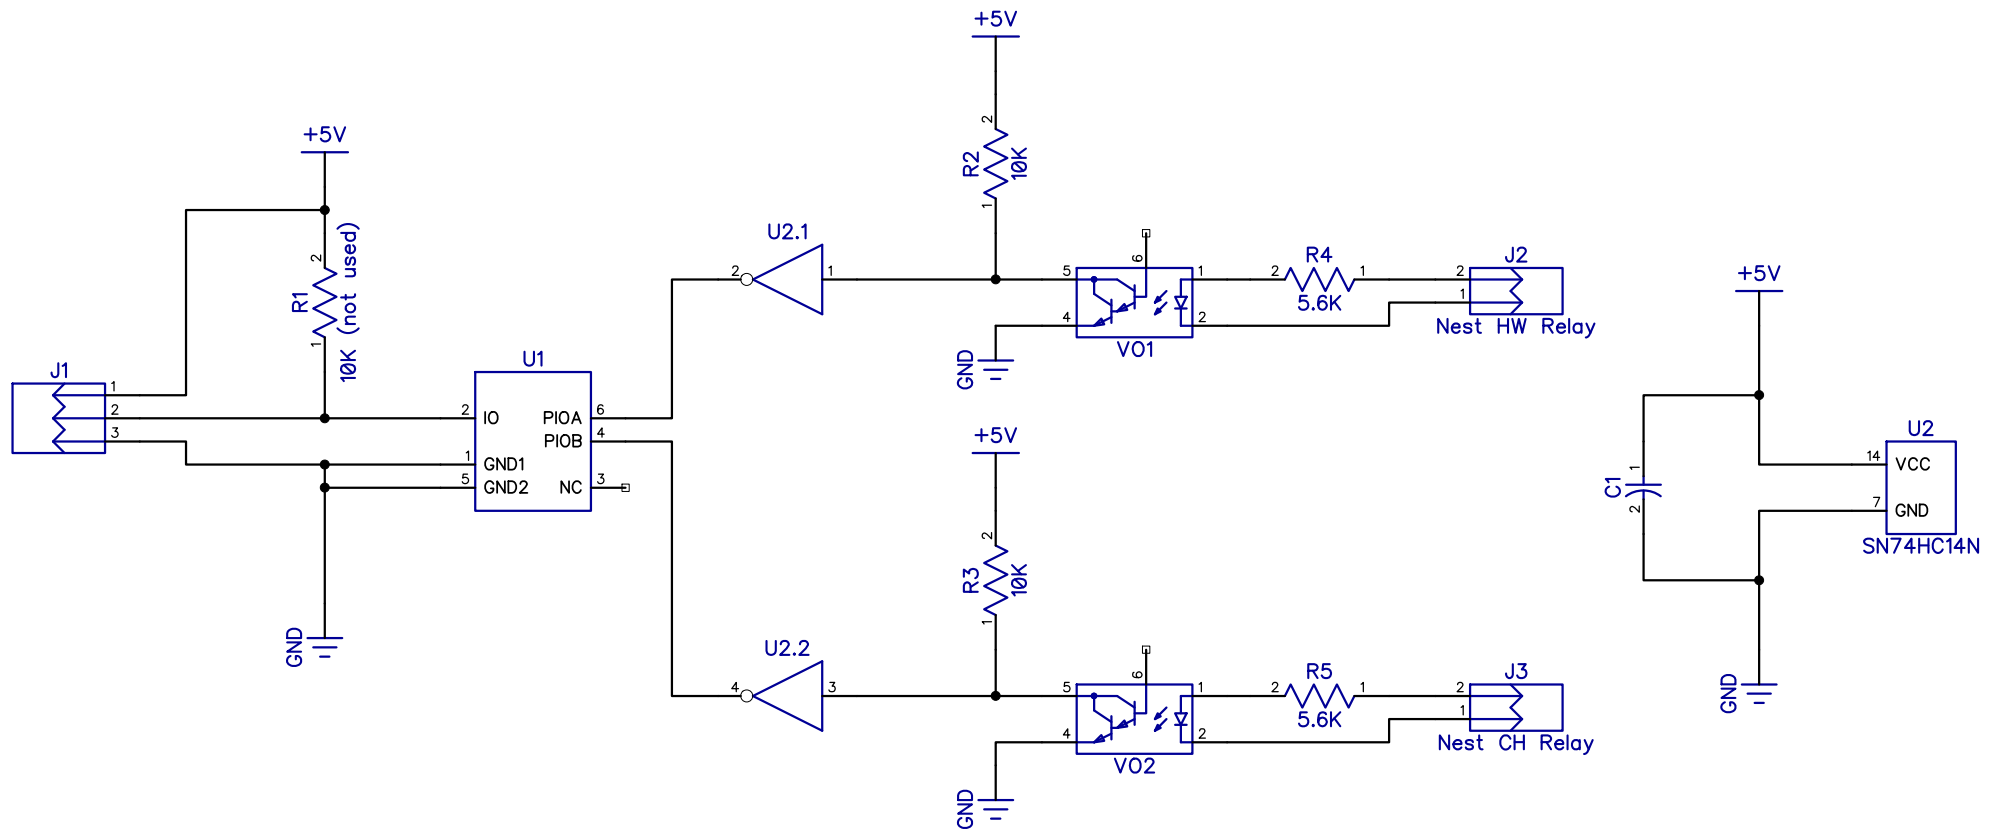 +5V
+5V
2
R2
10K
1
2
R1
10K (not used)
1
J1
1
2
3
U1
2 IO PIOA 6
PIOB 4
1 GND1
5 GND2 NC 3
GND
U2.1
2 1
5 6 1
4 2
VO1
GND
R4
2 1
5.6K
J2
2
1
Nest HW Relay
+5V
2
R3
10K
1
U2.2
4 3
5 6 1
4 2
VO2
GND
R5
2 1
5.6K
J3
2
1
Nest CH Relay
+5V
1
C1
2
U2
14 VCC
7 GND
SN74HC14N
GND